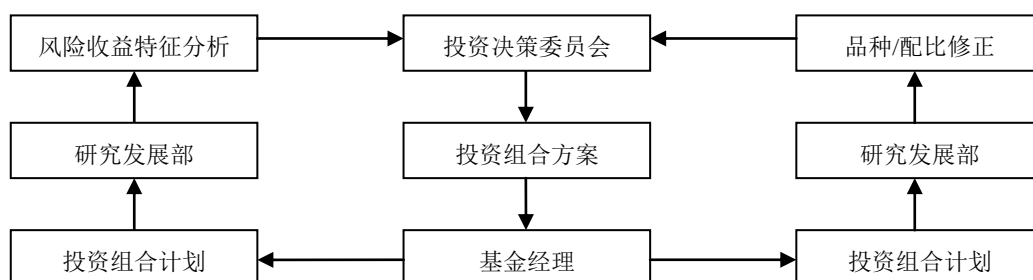 风险收益特征分析
投资决策委员会
品种/配比修正
研究发展部
投资组合方案
研究发展部
投资组合计划
基金经理
投资组合计划